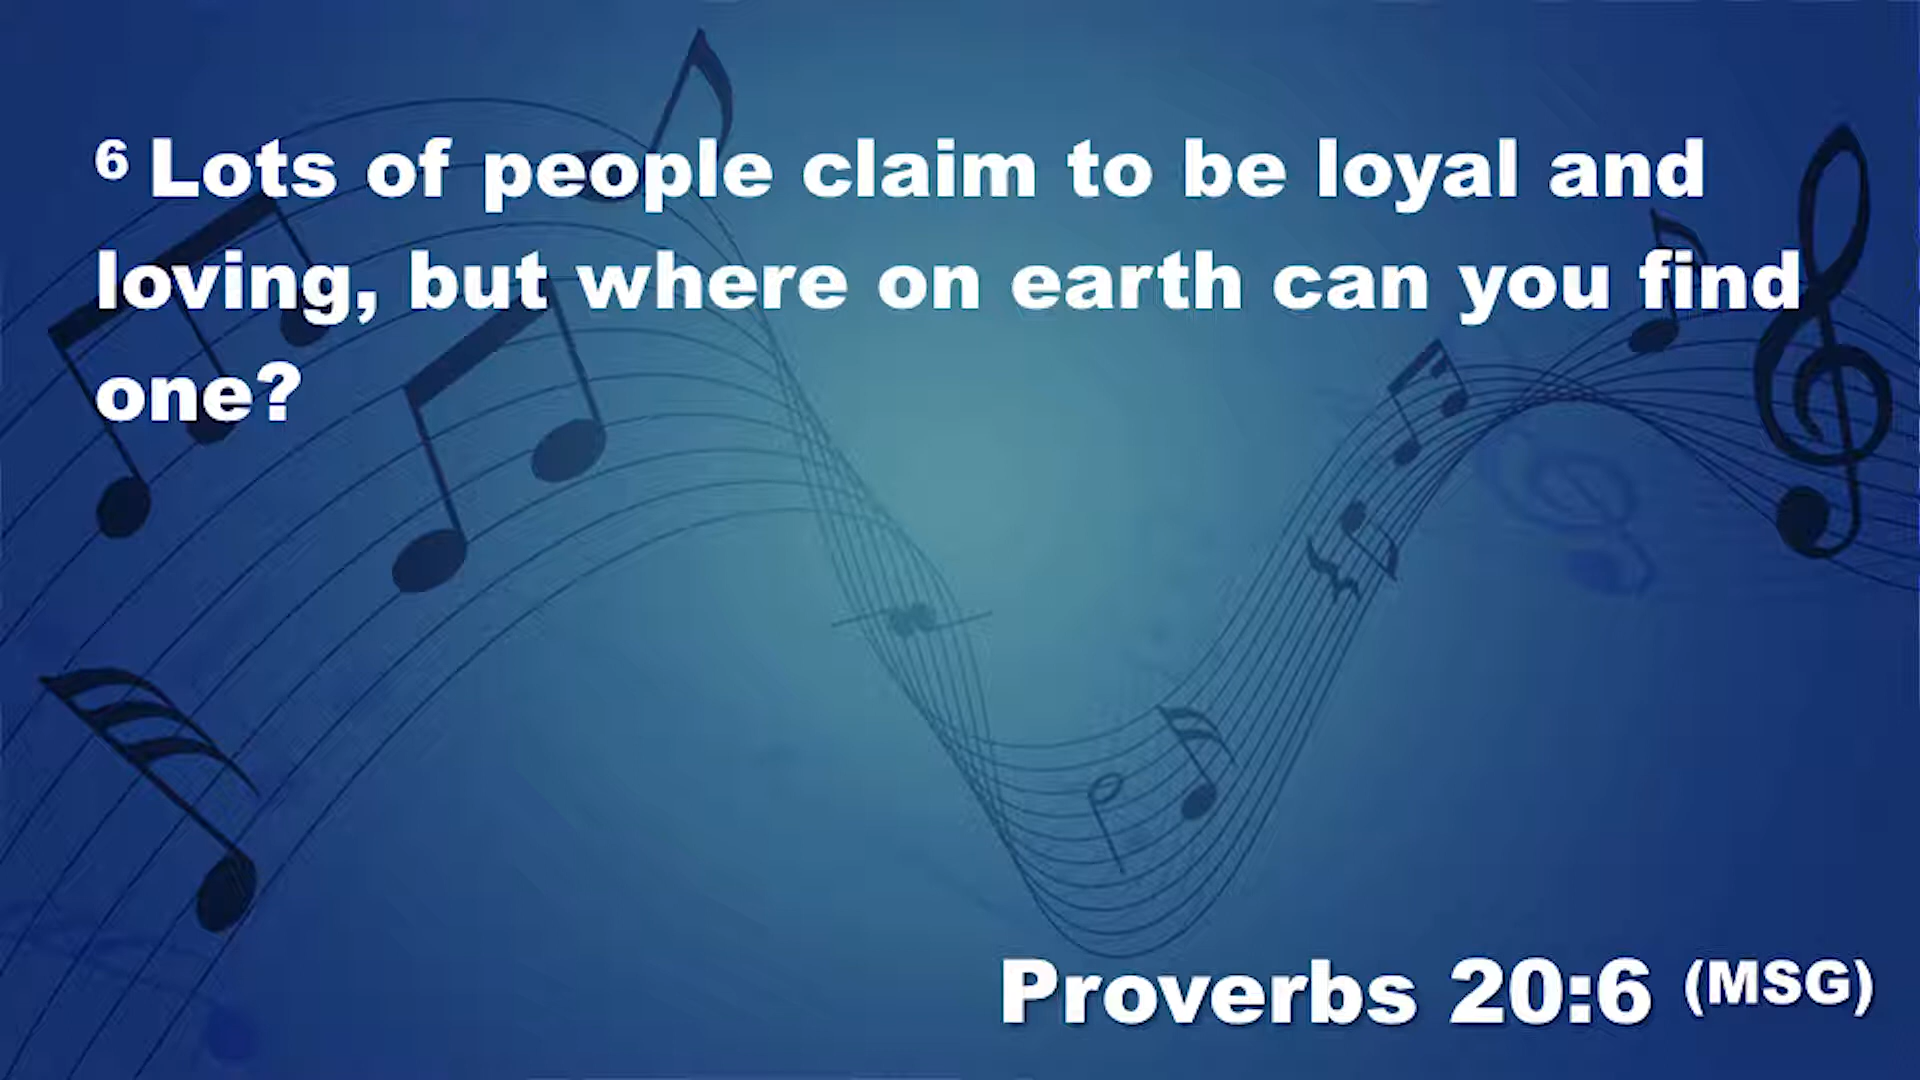 6 Lots of people claim to be loyal and
loving, but where on earth can you find
one?
Proverbs 20:6 (MSG)